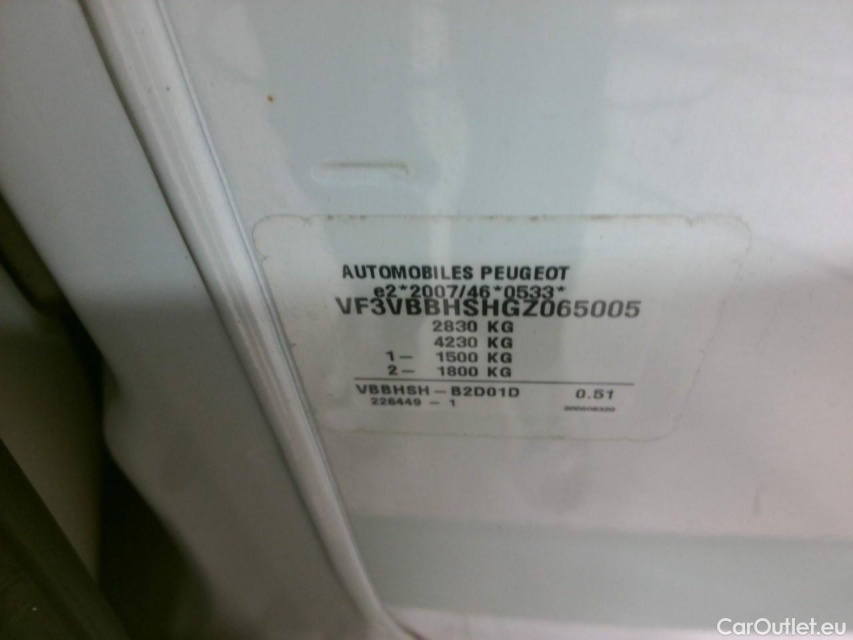 AUTOMOBILES PEUGEOT
e2*2007/46*0533*
VF3VBBHSHGZ065005
2830 KG
4230 KG
1- 1500 KG
2- 1800 KG
VBBHSH-B2D01D 0.51
226449-1
CarOutlet.eu